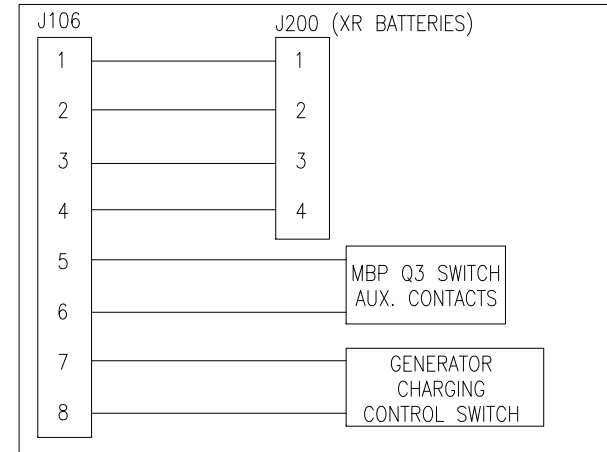 J106
J200 (XR BATTERIES)
1
1
2
2
3
3
4
4
5
MBP Q3 SWITCH
AUX. CONTACTS
6
7
GENERATOR
CHARGING
CONTROL SWITCH
8